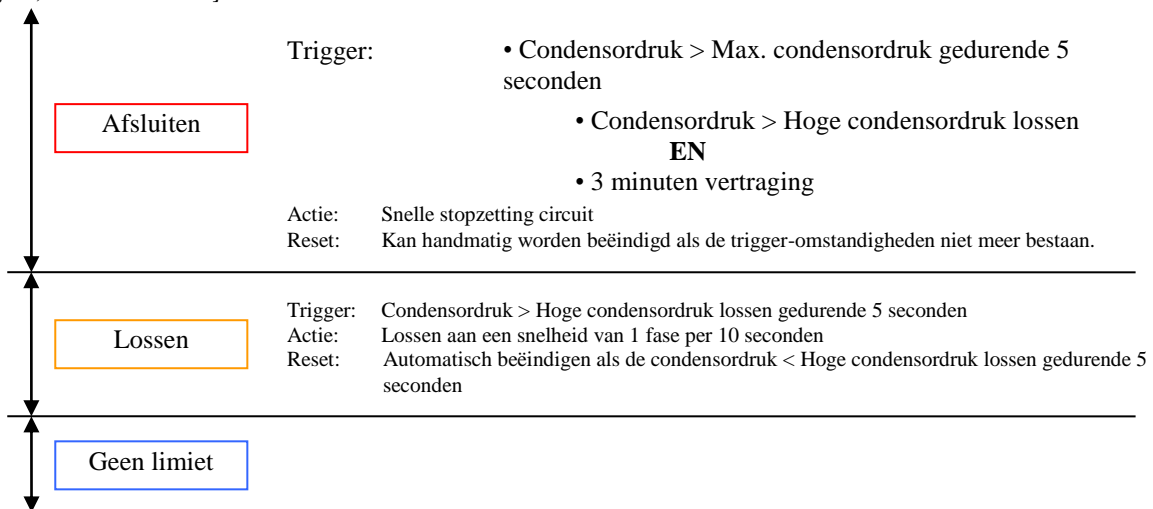 Trigger: • Condensordruk > Max. condensordruk gedurende 5
seconden
Afsluiten
• Condensordruk > Hoge condensordruk lossen
EN
• 3 minuten vertraging
Actie: Snelle stopzetting circuit
Reset: Kan handmatig worden beëindigd als de trigger-omstandigheden niet meer bestaan.
Trigger: Condensordruk > Hoge condensordruk lossen gedurende 5 seconden
Lossen
Actie: Lossen aan een snelheid van 1 fase per 10 seconden
Reset: Automatisch beëindigen als de condensordruk < Hoge condensordruk lossen gedurende 5
seconden
Geen limiet